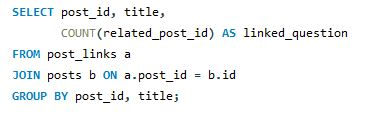 SELECT post_id, title,
COUNT(related_post_id) AS linked_question
FROM post_links a
JOIN posts b ON a.post_id = b.id
GROUP BY post_id, title;